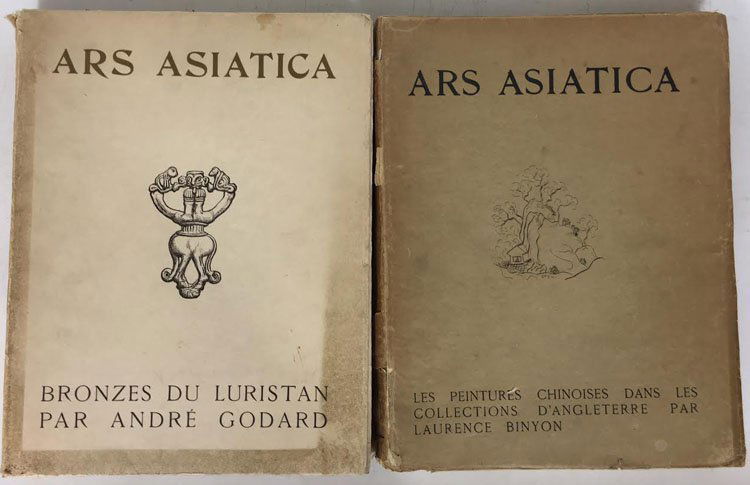 ARS ASIATICA
BRONZES DU LURISTAN
PAR ANDRÉ GODARD
ARS ASIATICA
LES PEINTURES CHINOISES DANS LES
COLLECTIONS D'ANGLETERRE PAR
LAURENCE BINYON